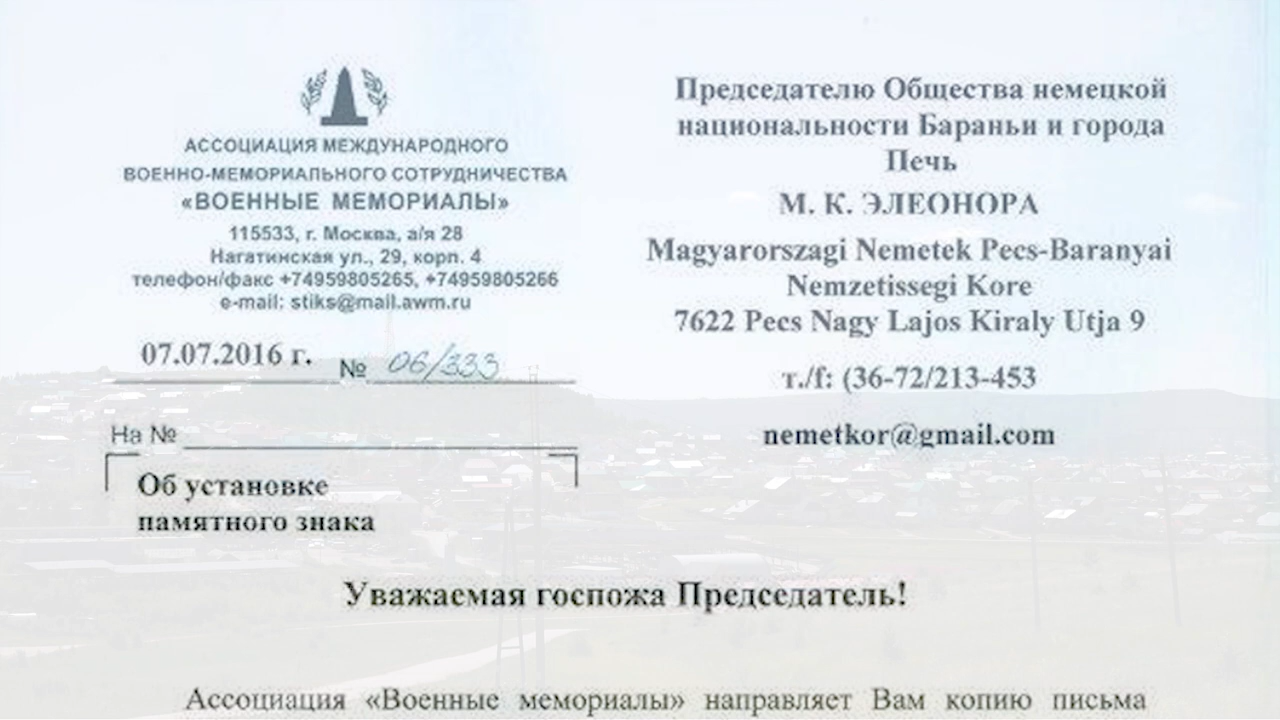 АССОЦИАЦИЯ МЕЖДУНАРОДНОГО
ВОЕННО-МЕМОРИАЛЬНОГО СОТРУДНИЧЕСТВА
«ВОЕННЫЕ МЕМОРИАЛЫ»
115533, г. Москва, а/я 28
Нагатинская ул., 29, корп. 4
телефон/факс +74959805265, +74959805266
e-mail: stiks@mail.awm.ru
07.07.2016 г. № 06/333
На №
Об установке
памятного знака
Председателю Общества немецкой
национальности Бараньи и города
Печь
М. К. ЭЛЕОНОРА
Magyarorszagi Nemetek Pecs-Baranyai
Nemzetissegi Kore
7622 Pecs Nagy Lajos Kiraly Utja 9
т./f: (36-72/213-453
nemetkor@gmail.com
Уважаемая госпожа Председатель!
Ассоциация «Военные мемориалы» направляет Вам копию письма